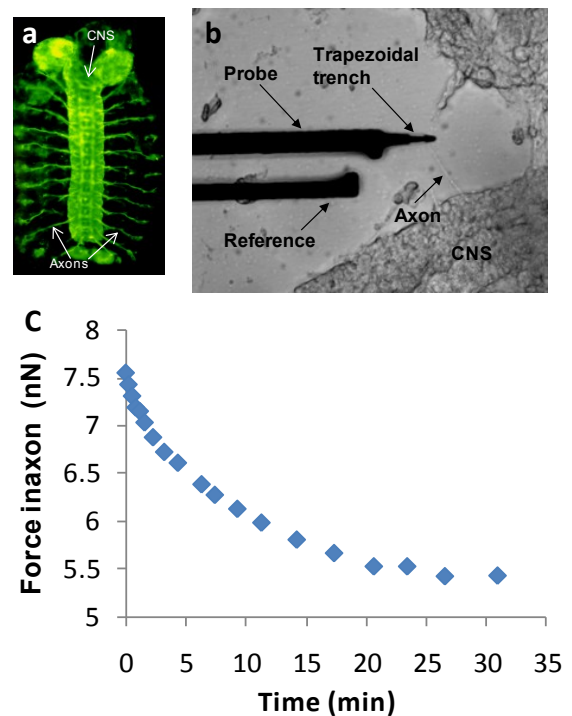 a
CNS
Axons
b
Probe
Trapezoidal
trench
Reference
Axon
CNS
C
8
7.5
7
6.5
6
5.5
5
Force inaxon (nN)
0 5 10 15 20 25 30 35
Time (min)